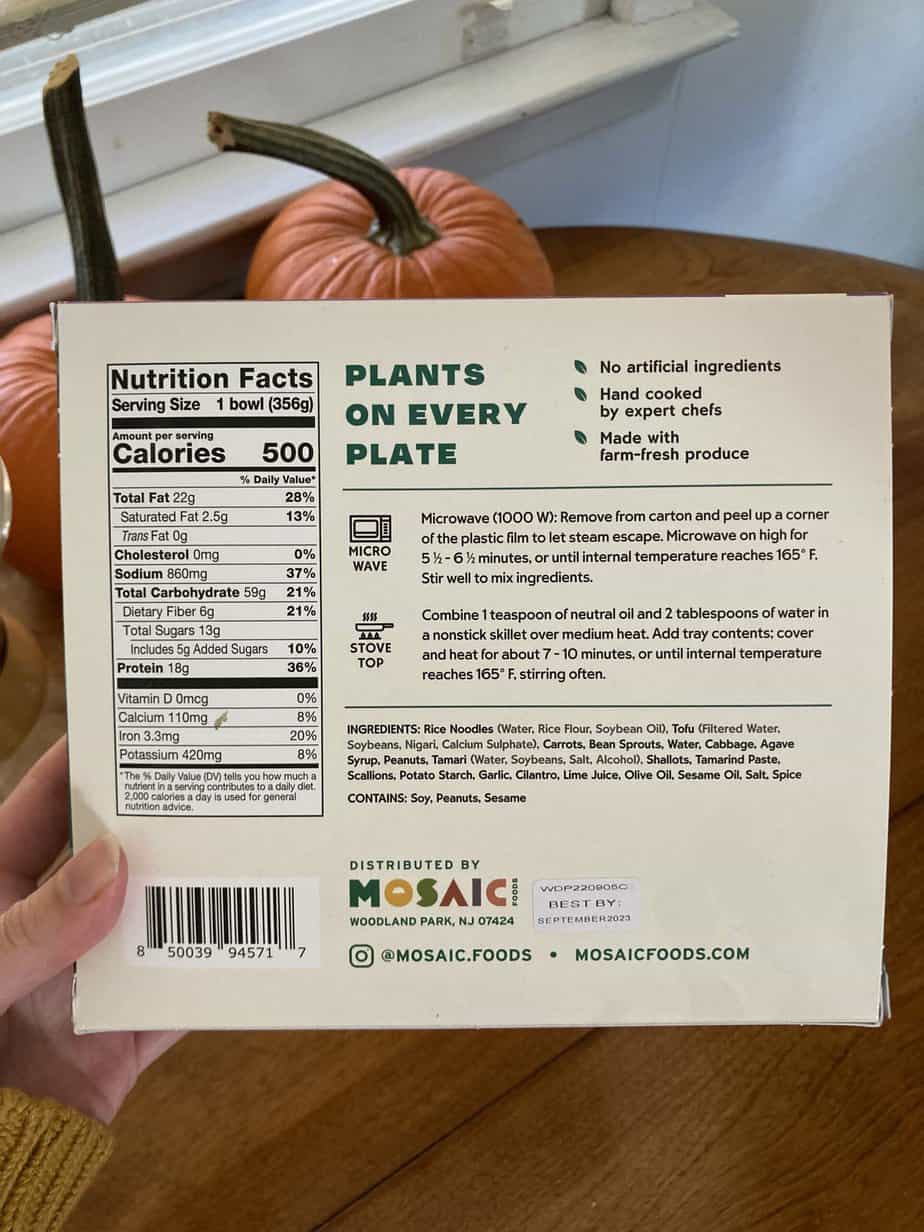 Nutrition Facts
Serving Size 1 bowl (356g)
Amount per serving
Calories 500
% Daily Value*
Total Fat 22g 28%
Saturated Fat 2.5g 13%
Trans Fat 0g
Cholesterol 0mg 0%
Sodium 860mg 37%
Total Carbohydrate 59g 21%
Dietary Fiber 6g 21%
Total Sugars 13g
Includes 5g Added Sugars 10%
Protein 18g 36%
Vitamin D 0mcg 0%
Calcium 110mg 8%
Iron 3.3mg 20%
Potassium 420mg 8%
*The % Daily Value (DV) tells you how much a
nutrient in a serving contributes to a daily diet.
2,000 calories a day is used for general
nutrition advice.
8 50039 94571 7
PLANTS
ON EVERY
PLATE
No artificial ingredients
Hand cooked
by expert chefs
Made with
farm-fresh produce
MICRO
WAVE
Microwave (1000 W): Remove from carton and peel up a corner
of the plastic film to let steam escape. Microwave on high for
5 ½ - 6 ½ minutes, or until internal temperature reaches 165° F.
Stir well to mix ingredients.
STOVE
TOP
Combine 1 teaspoon of neutral oil and 2 tablespoons of water in
a nonstick skillet over medium heat. Add tray contents; cover
and heat for about 7 - 10 minutes, or until internal temperature
reaches 165° F, stirring often.
INGREDIENTS: Rice Noodles (Water, Rice Flour, Soybean Oil), Tofu (Filtered Water,
Soybeans, Nigari, Calcium Sulphate), Carrots, Bean Sprouts, Water, Cabbage, Agave
Syrup, Peanuts, Tamari (Water, Soybeans, Salt, Alcohol), Shallots, Tamarind Paste,
Scallions, Potato Starch, Garlic, Cilantro, Lime Juice, Olive Oil, Sesame Oil, Salt, Spice
CONTAINS: Soy, Peanuts, Sesame
DISTRIBUTED BY
MOSAIC FOODS
WOODLAND PARK, NJ 07424
WDP220905C
BEST BY:
SEPTEMBER2023
@MOSAIC.FOODS • MOSAICFOODS.COM